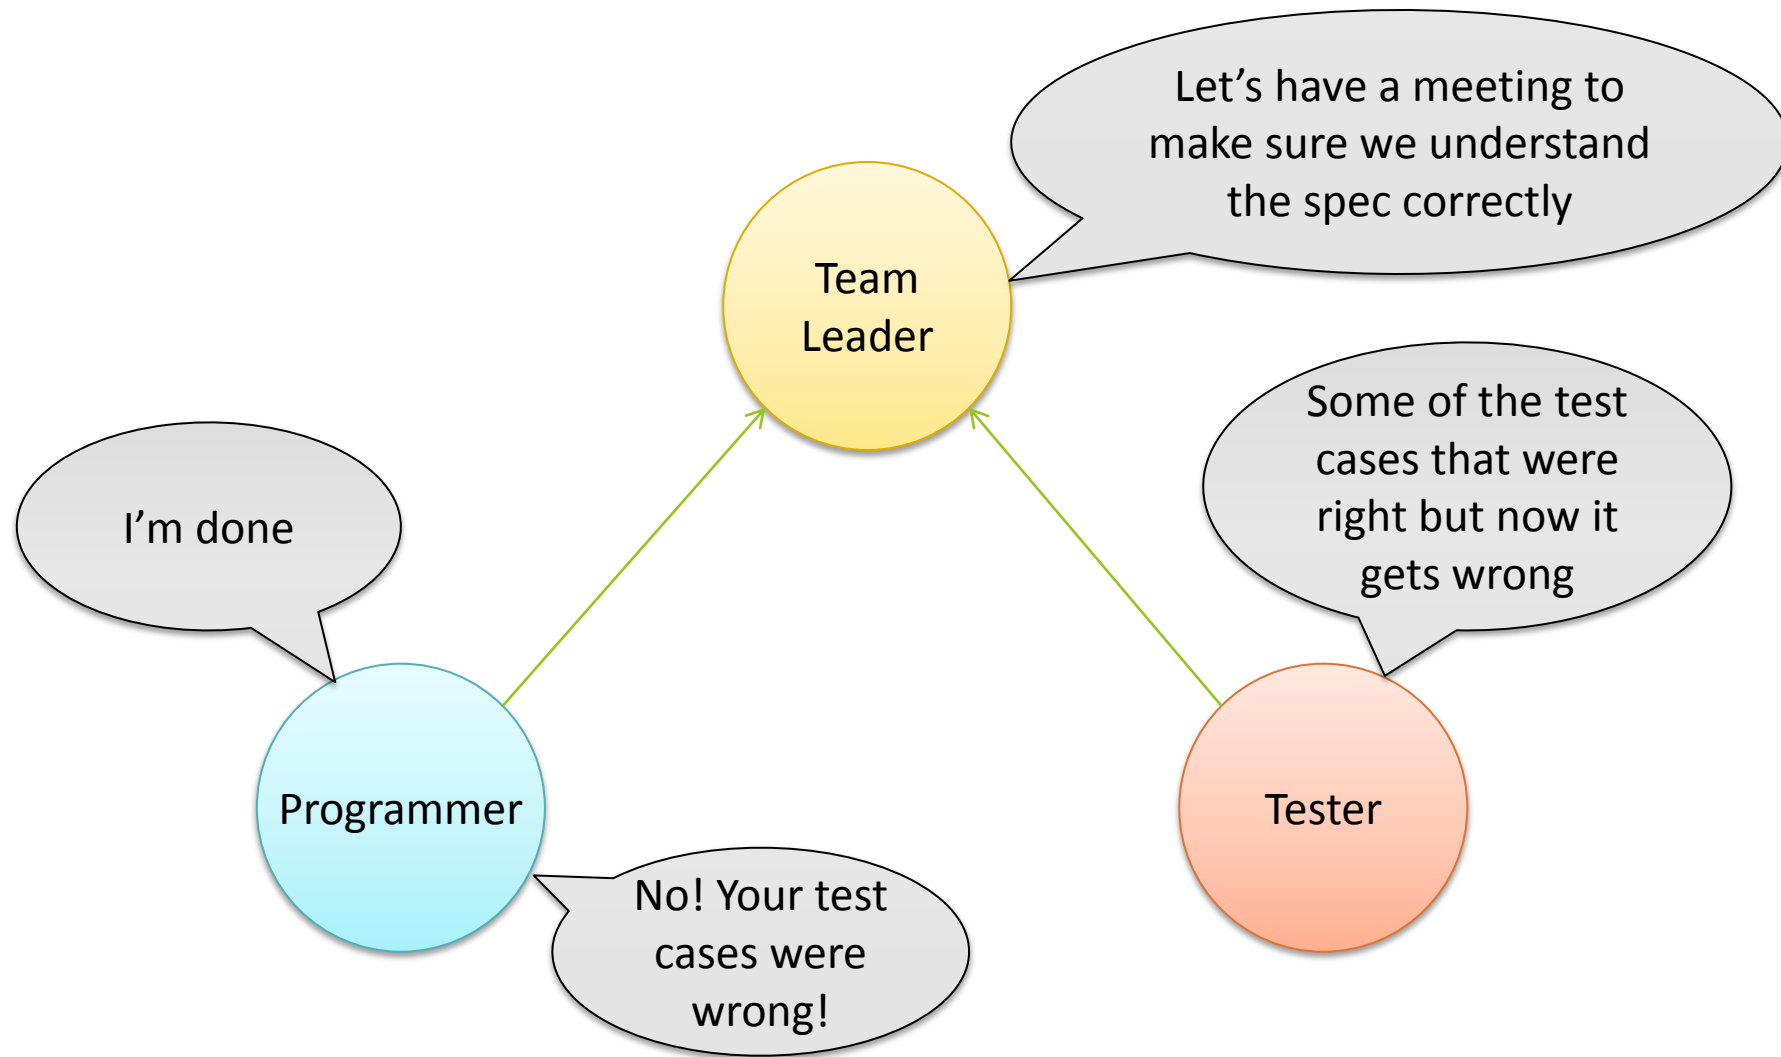 Let’s have a meeting to
make sure we understand
the spec correctly
Team
Leader
Some of the test
cases that were
right but now it
gets wrong
I’m done
Programmer
Tester
No! Your test
cases were
wrong!